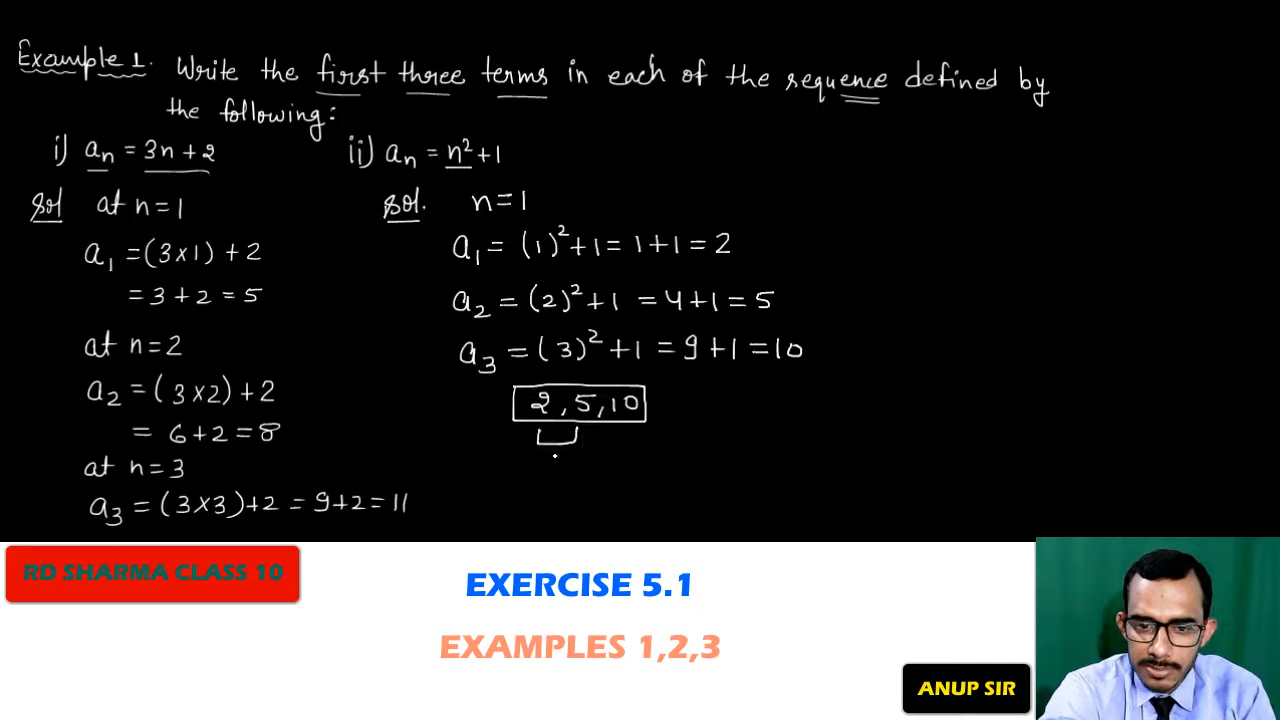 Example 1. Write the first three terms in each of the sequence defined by
the following:
i) aₙ = 3n + 2
Sol at n = 1
a₁ = (3 × 1) + 2
= 3 + 2 = 5
at n = 2
a₂ = (3 × 2) + 2
= 6 + 2 = 8
at n = 3
a₃ = (3 × 3) + 2 = 9 + 2 = 11
ii) aₙ = n² + 1
Sol. n = 1
a₁ = (1)² + 1 = 1 + 1 = 2
a₂ = (2)² + 1 = 4 + 1 = 5
a₃ = (3)² + 1 = 9 + 1 = 10
2, 5, 10
RD SHARMA CLASS 10
EXERCISE 5.1
EXAMPLES 1,2,3
ANUP SIR